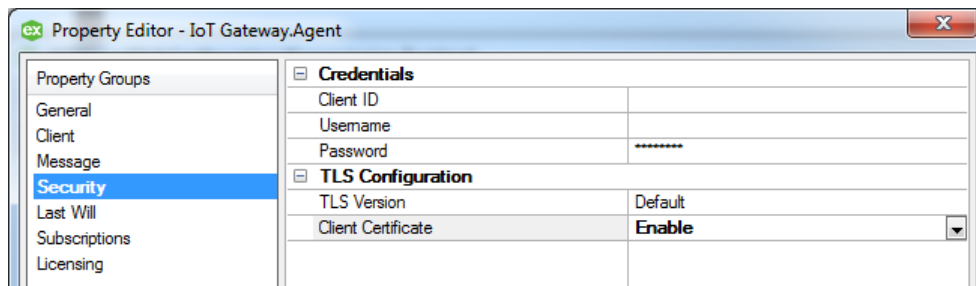 ex Property Editor - IoT Gateway.Agent
Property Groups
General
Client
Message
Security
Last Will
Subscriptions
Licensing
Credentials
Client ID
Username
Password ********
TLS Configuration
TLS Version Default
Client Certificate Enable